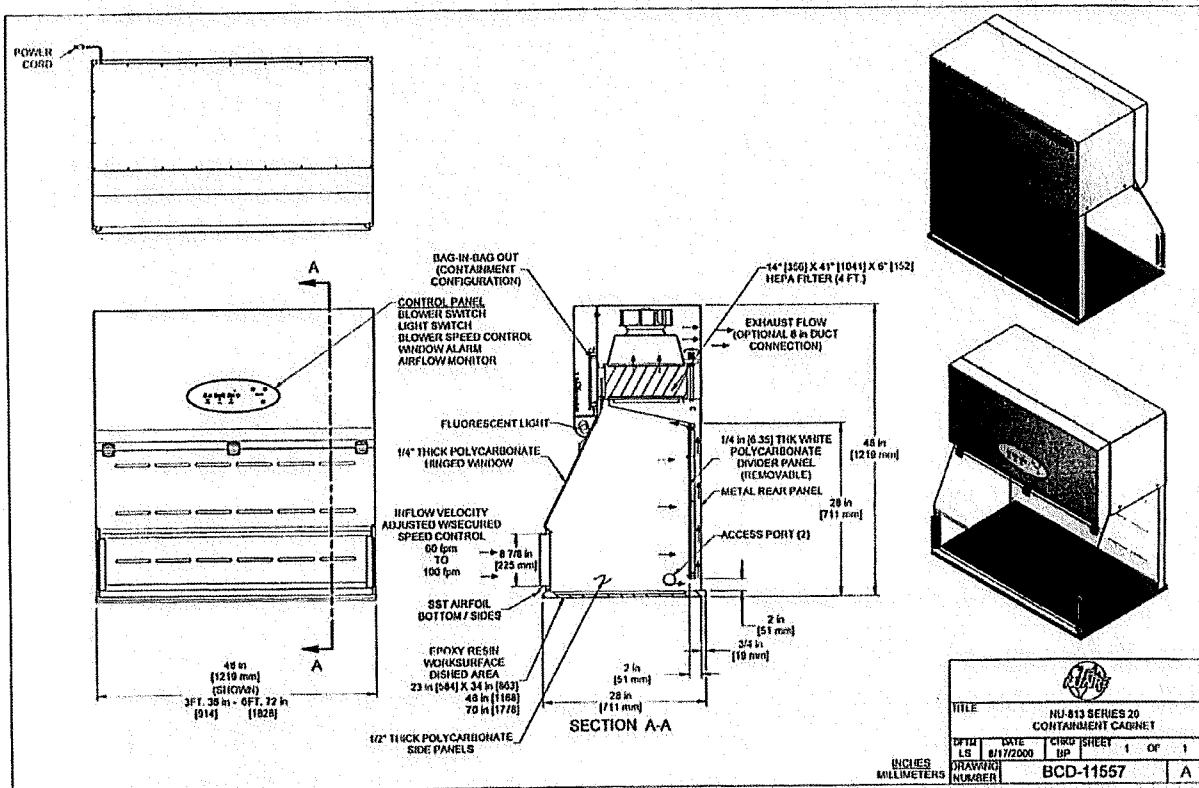 POWER
CORD
BAG-IN-BAG OUT
(CONTAINMENT
CONFIGURATION)
CONTROL PANEL
BLOWER SWITCH
LIGHT SWITCH
BLOWER SPEED CONTROL
WINDOW ALARM
AIRFLOW MONITOR
14" [356] X 41" [1041] X 6" [152]
HEPA FILTER (4 FT.)
EXHAUST FLOW
(OPTIONAL 8 in DUCT
CONNECTION)
A
FLUORESCENT LIGHT
1/4" THICK POLYCARBONATE
HINGED WINDOW
1/4 in [6.35] THK WHITE
POLYCARBONATE
DIVIDER PANEL
(REMOVABLE)
METAL REAR PANEL
48 in
[1219 mm]
28 in
[711 mm]
INFLOW VELOCITY
ADJUSTED W/SECURED
SPEED CONTROL
60 fpm
TO
100 fpm
8 7/8 in
[225 mm]
ACCESS PORT (2)
SST AIRFOIL
BOTTOM / SIDES
2 in
[51 mm]
3/4 in
[19 mm]
A
EPOXY RESIN
WORKSURFACE
DISHED AREA
23 in [584] X 34 in [863]
46 in [1168]
70 in [1778]
48 in
[1219 mm]
(SHOWN)
3FT. 36 in - 6FT. 72 in
[914] [1828]
2 in
[51 mm]
28 in
[711 mm]
SECTION A-A
1/2" THICK POLYCARBONATE
SIDE PANELS
INCHES
MILLIMETERS
TITLE
NU-813 SERIES 20
CONTAINMENT CABINET
DFTM DATE CHKD SHEET 1 OF 1
LS 8/17/2000 BP
DRAWING
NUMBER BCD-11557 A